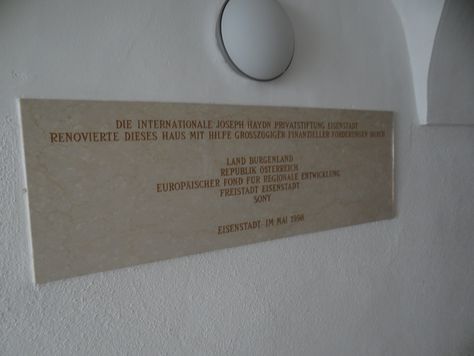 DIE INTERNATIONALE JOSEPH HAYDN PRIVATSTIFTUNG EISENSTADT
RENOVIERTE DIESES HAUS MIT HILFE GROSSZÜGIGER FINANZIELLER FÖRDERUNGEN DURCH
LAND BURGENLAND
REPUBLIK ÖSTERREICH
EUROPÄISCHER FOND FÜR REGIONALE ENTWICKLUNG
FREISTADT EISENSTADT
SONY
EISENSTADT IM MAI 1998